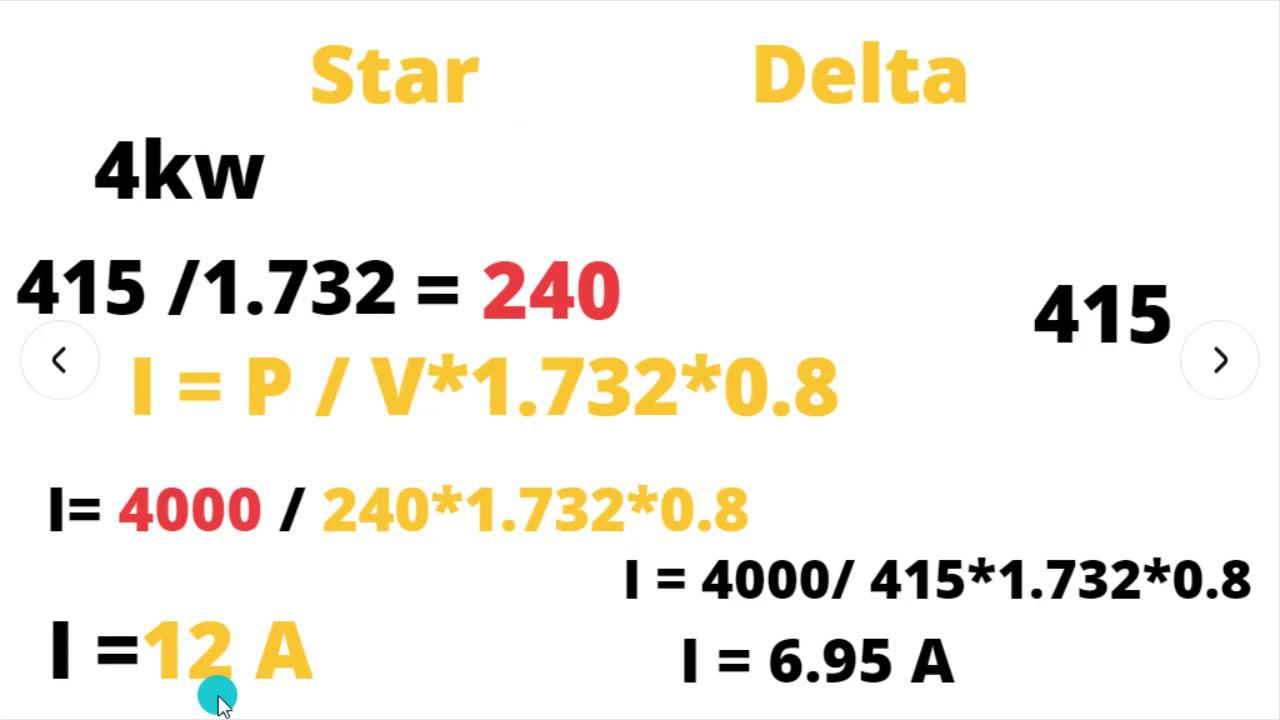 Star Delta
4kw
415 /1.732 = 240
415
I = P / V*1.732*0.8
I= 4000 / 240*1.732*0.8
I = 4000/ 415*1.732*0.8
I =12 A
I = 6.95 A